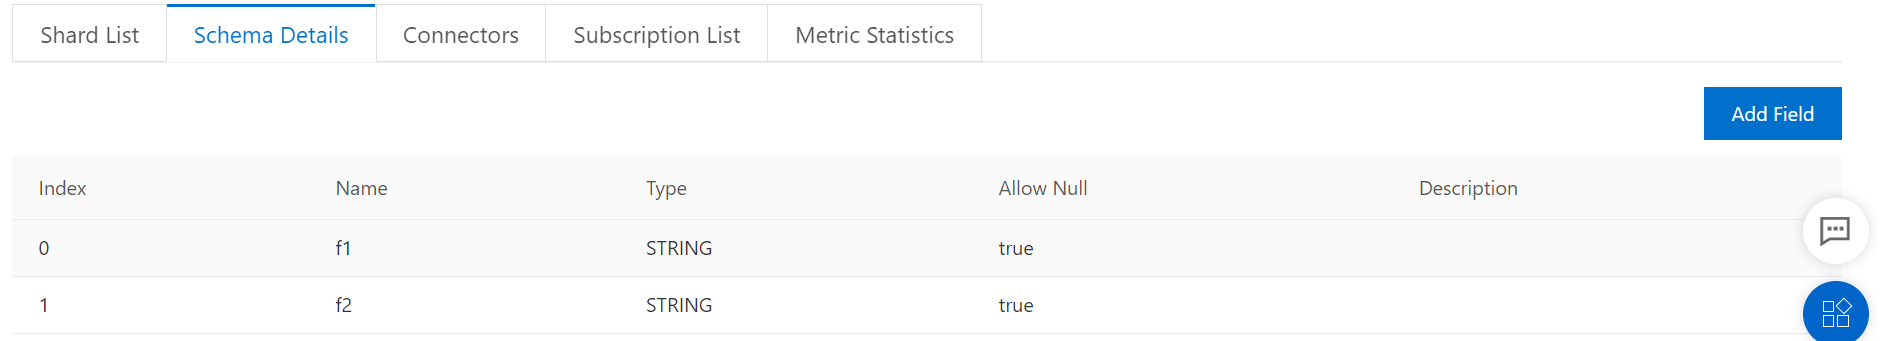 Shard List Schema Details Connectors Subscription List Metric Statistics
Add Field
Index Name Type Allow Null Description
0 f1 STRING true
1 f2 STRING true